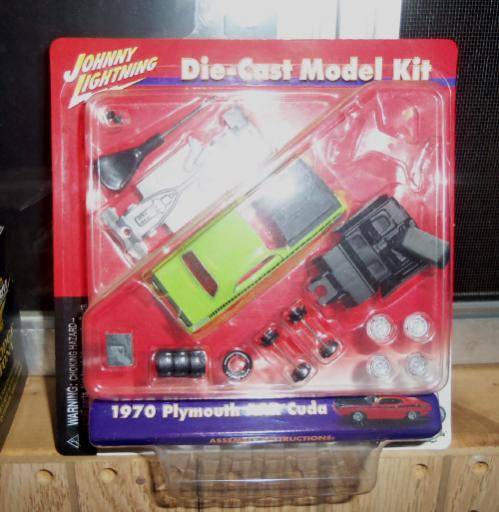 JOHNNY
LIGHTNING
Die-Cast Model Kit
WARNING: CHOKING HAZARD-
1970 Plymouth AAR Cuda
ASSEMBLY INSTRUCTIONS: